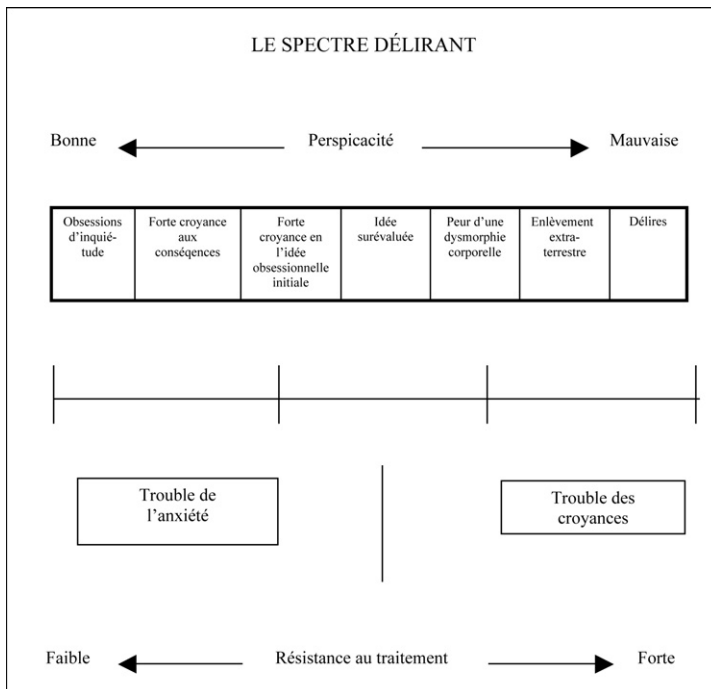 LE SPECTRE DÉLIRANT
Bonne Perspicacité Mauvaise
Obsessions
d'inquié-
tude
Forte croyance
aux
conséqences
Forte
croyance en
l'idée
obsessionnelle
initiale
Idée
surévaluée
Peur d'une
dysmorphie
corporelle
Enlèvement
extra-
terrestre
Délires
Trouble de
l'anxiété
Trouble des
croyances
Faible Résistance au traitement Forte